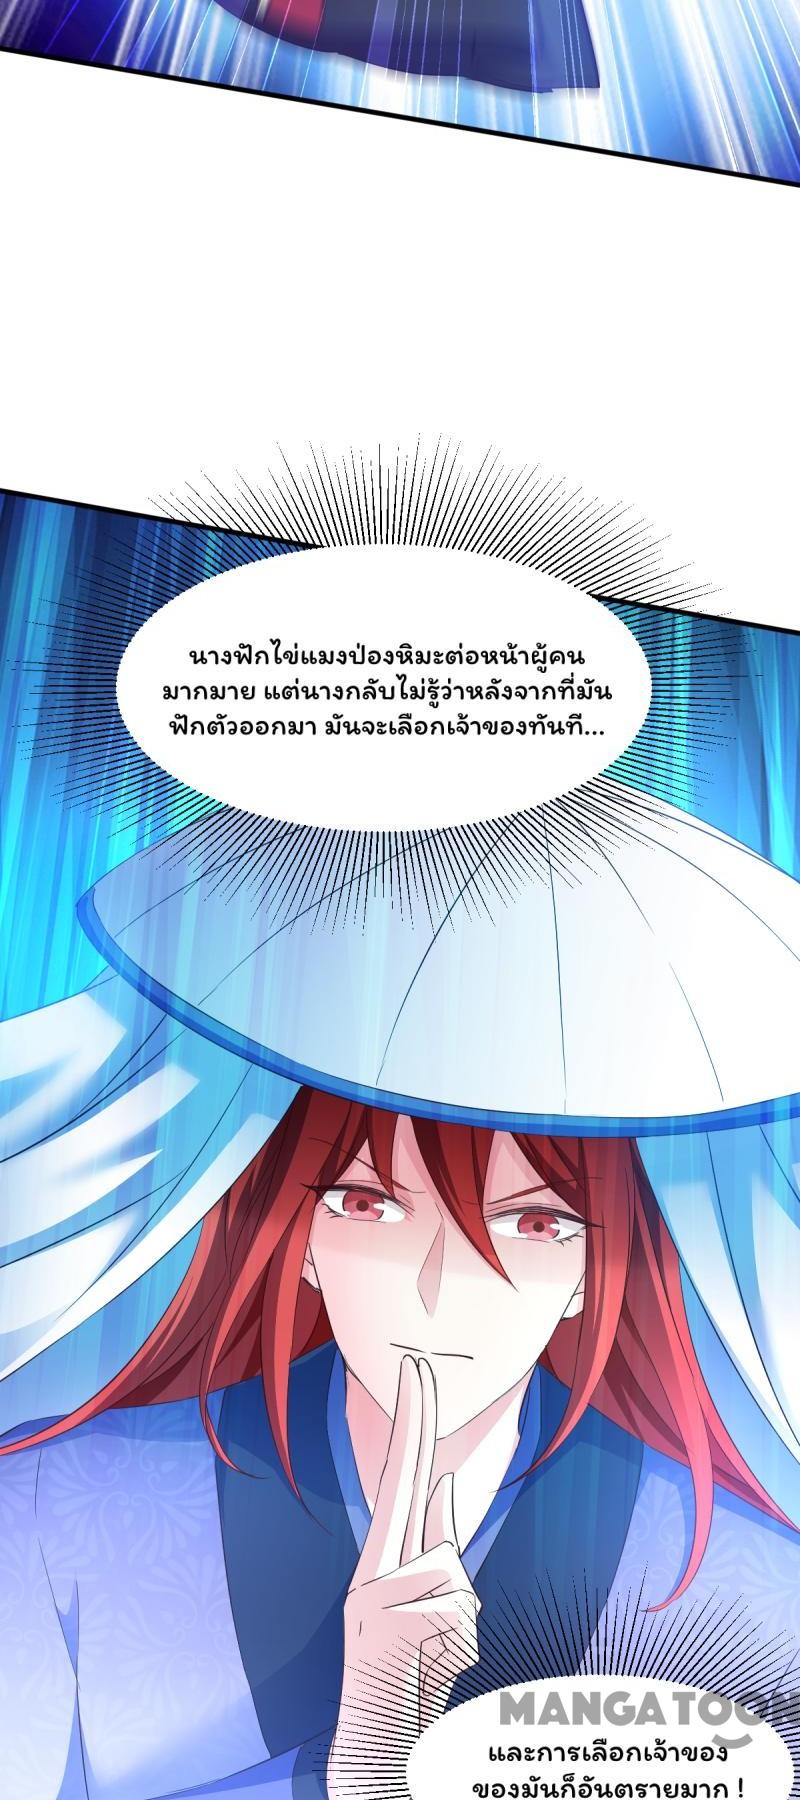 นางฟักไข่แมงป่องหิมะต่อหน้าผู้คน
มากมาย แต่นางกลับไม่รู้ว่าหลังจากที่มัน
ฟักตัวออกมา มันจะเลือกเจ้าของทันที...
MANGATOON
และการเลือกเจ้าของ
ของมันก็อันตรายมาก !